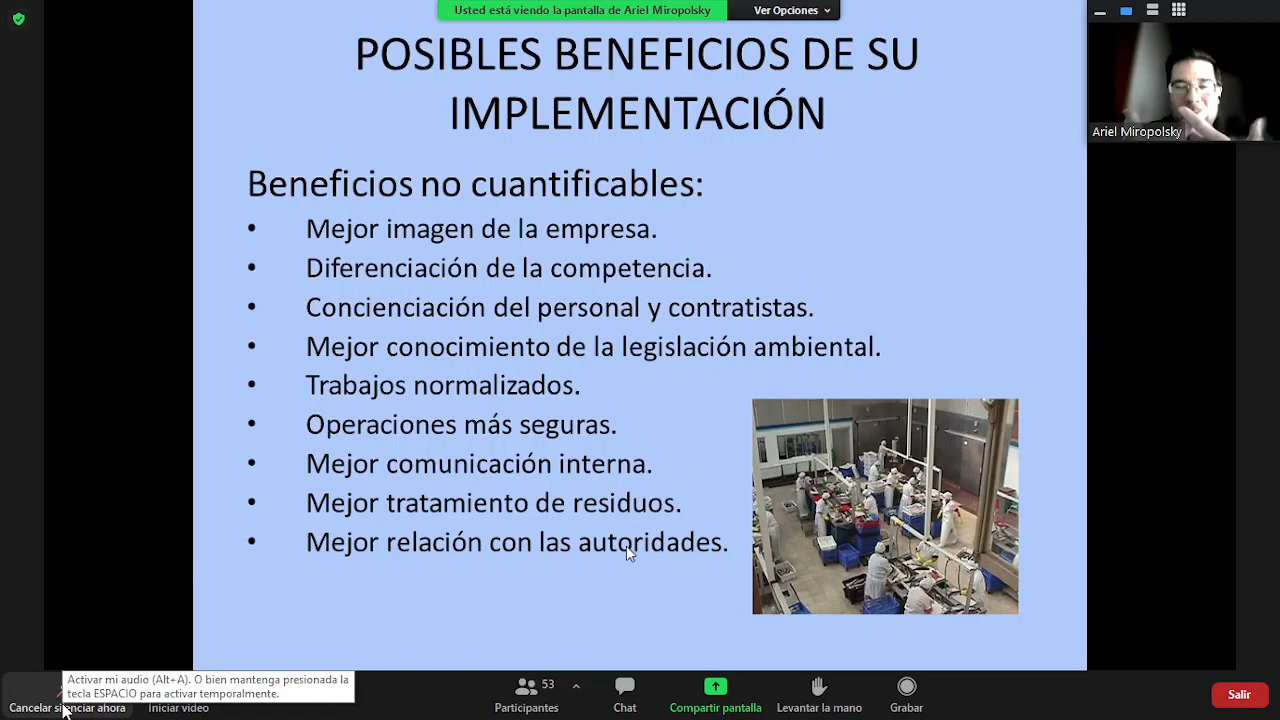 Usted está viendo la pantalla de Ariel Miropolsky
Ver Opciones
POSIBLES BENEFICIOS DE SU
IMPLEMENTACIÓN
Ariel Miropolsky
Beneficios no cuantificables:
• Mejor imagen de la empresa.
• Diferenciación de la competencia.
• Concienciación del personal y contratistas.
• Mejor conocimiento de la legislación ambiental.
• Trabajos normalizados.
• Operaciones más seguras.
• Mejor comunicación interna.
• Mejor tratamiento de residuos.
• Mejor relación con las autoridades.
Activar mi audio (Alt+A). O bien mantenga presionada la
tecla ESPACIO para activar temporalmente.
Cancelar silenciar ahora
Iniciar video
53
Participantes
Chat
Compartir pantalla
Levantar la mano
Grabar
Salir